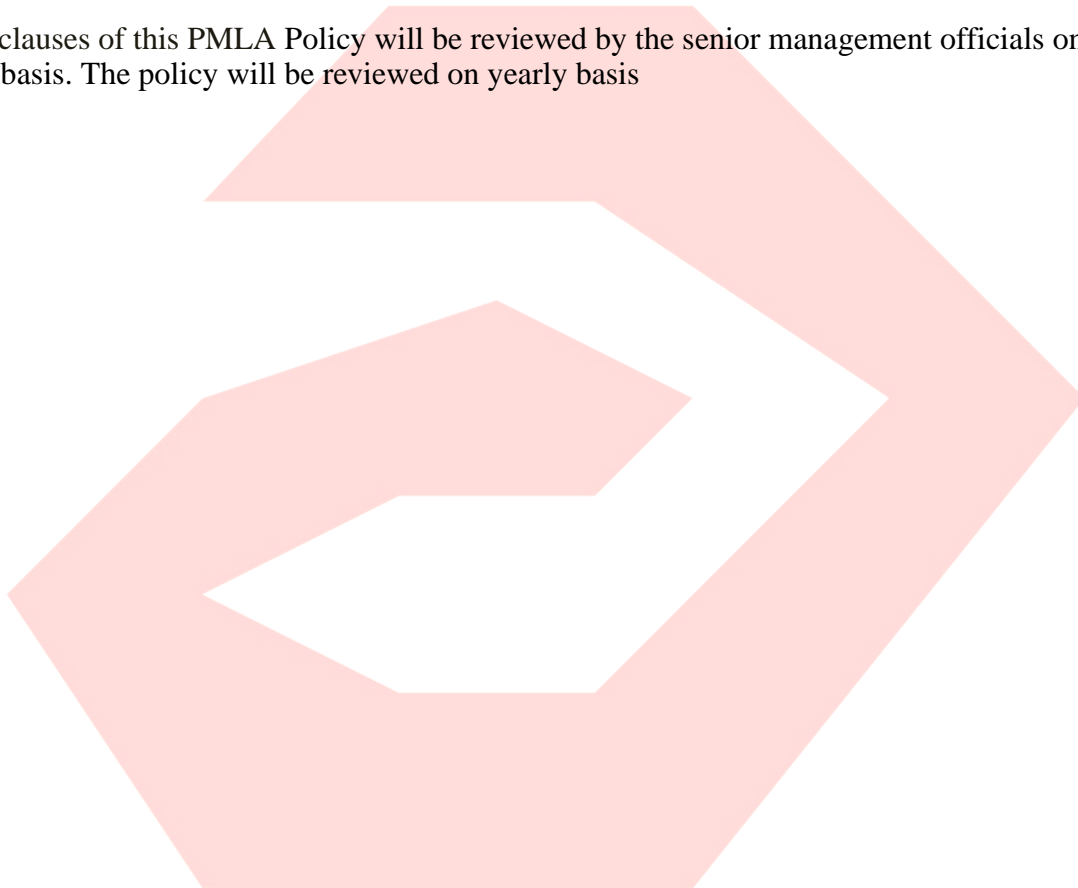 clauses of this PMLA Policy will be reviewed by the senior management officials on
basis. The policy will be reviewed on yearly basis